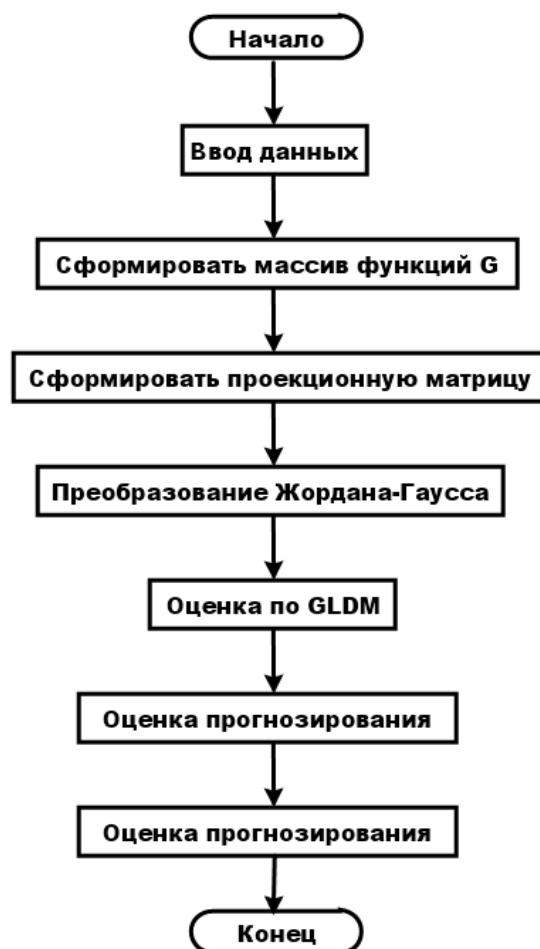 Начало
Ввод данных
Сформировать массив функций G
Сформировать проекционную матрицу
Преобразование Жордана-Гаусса
Оценка по GLDM
Оценка прогнозирования
Оценка прогнозирования
Конец